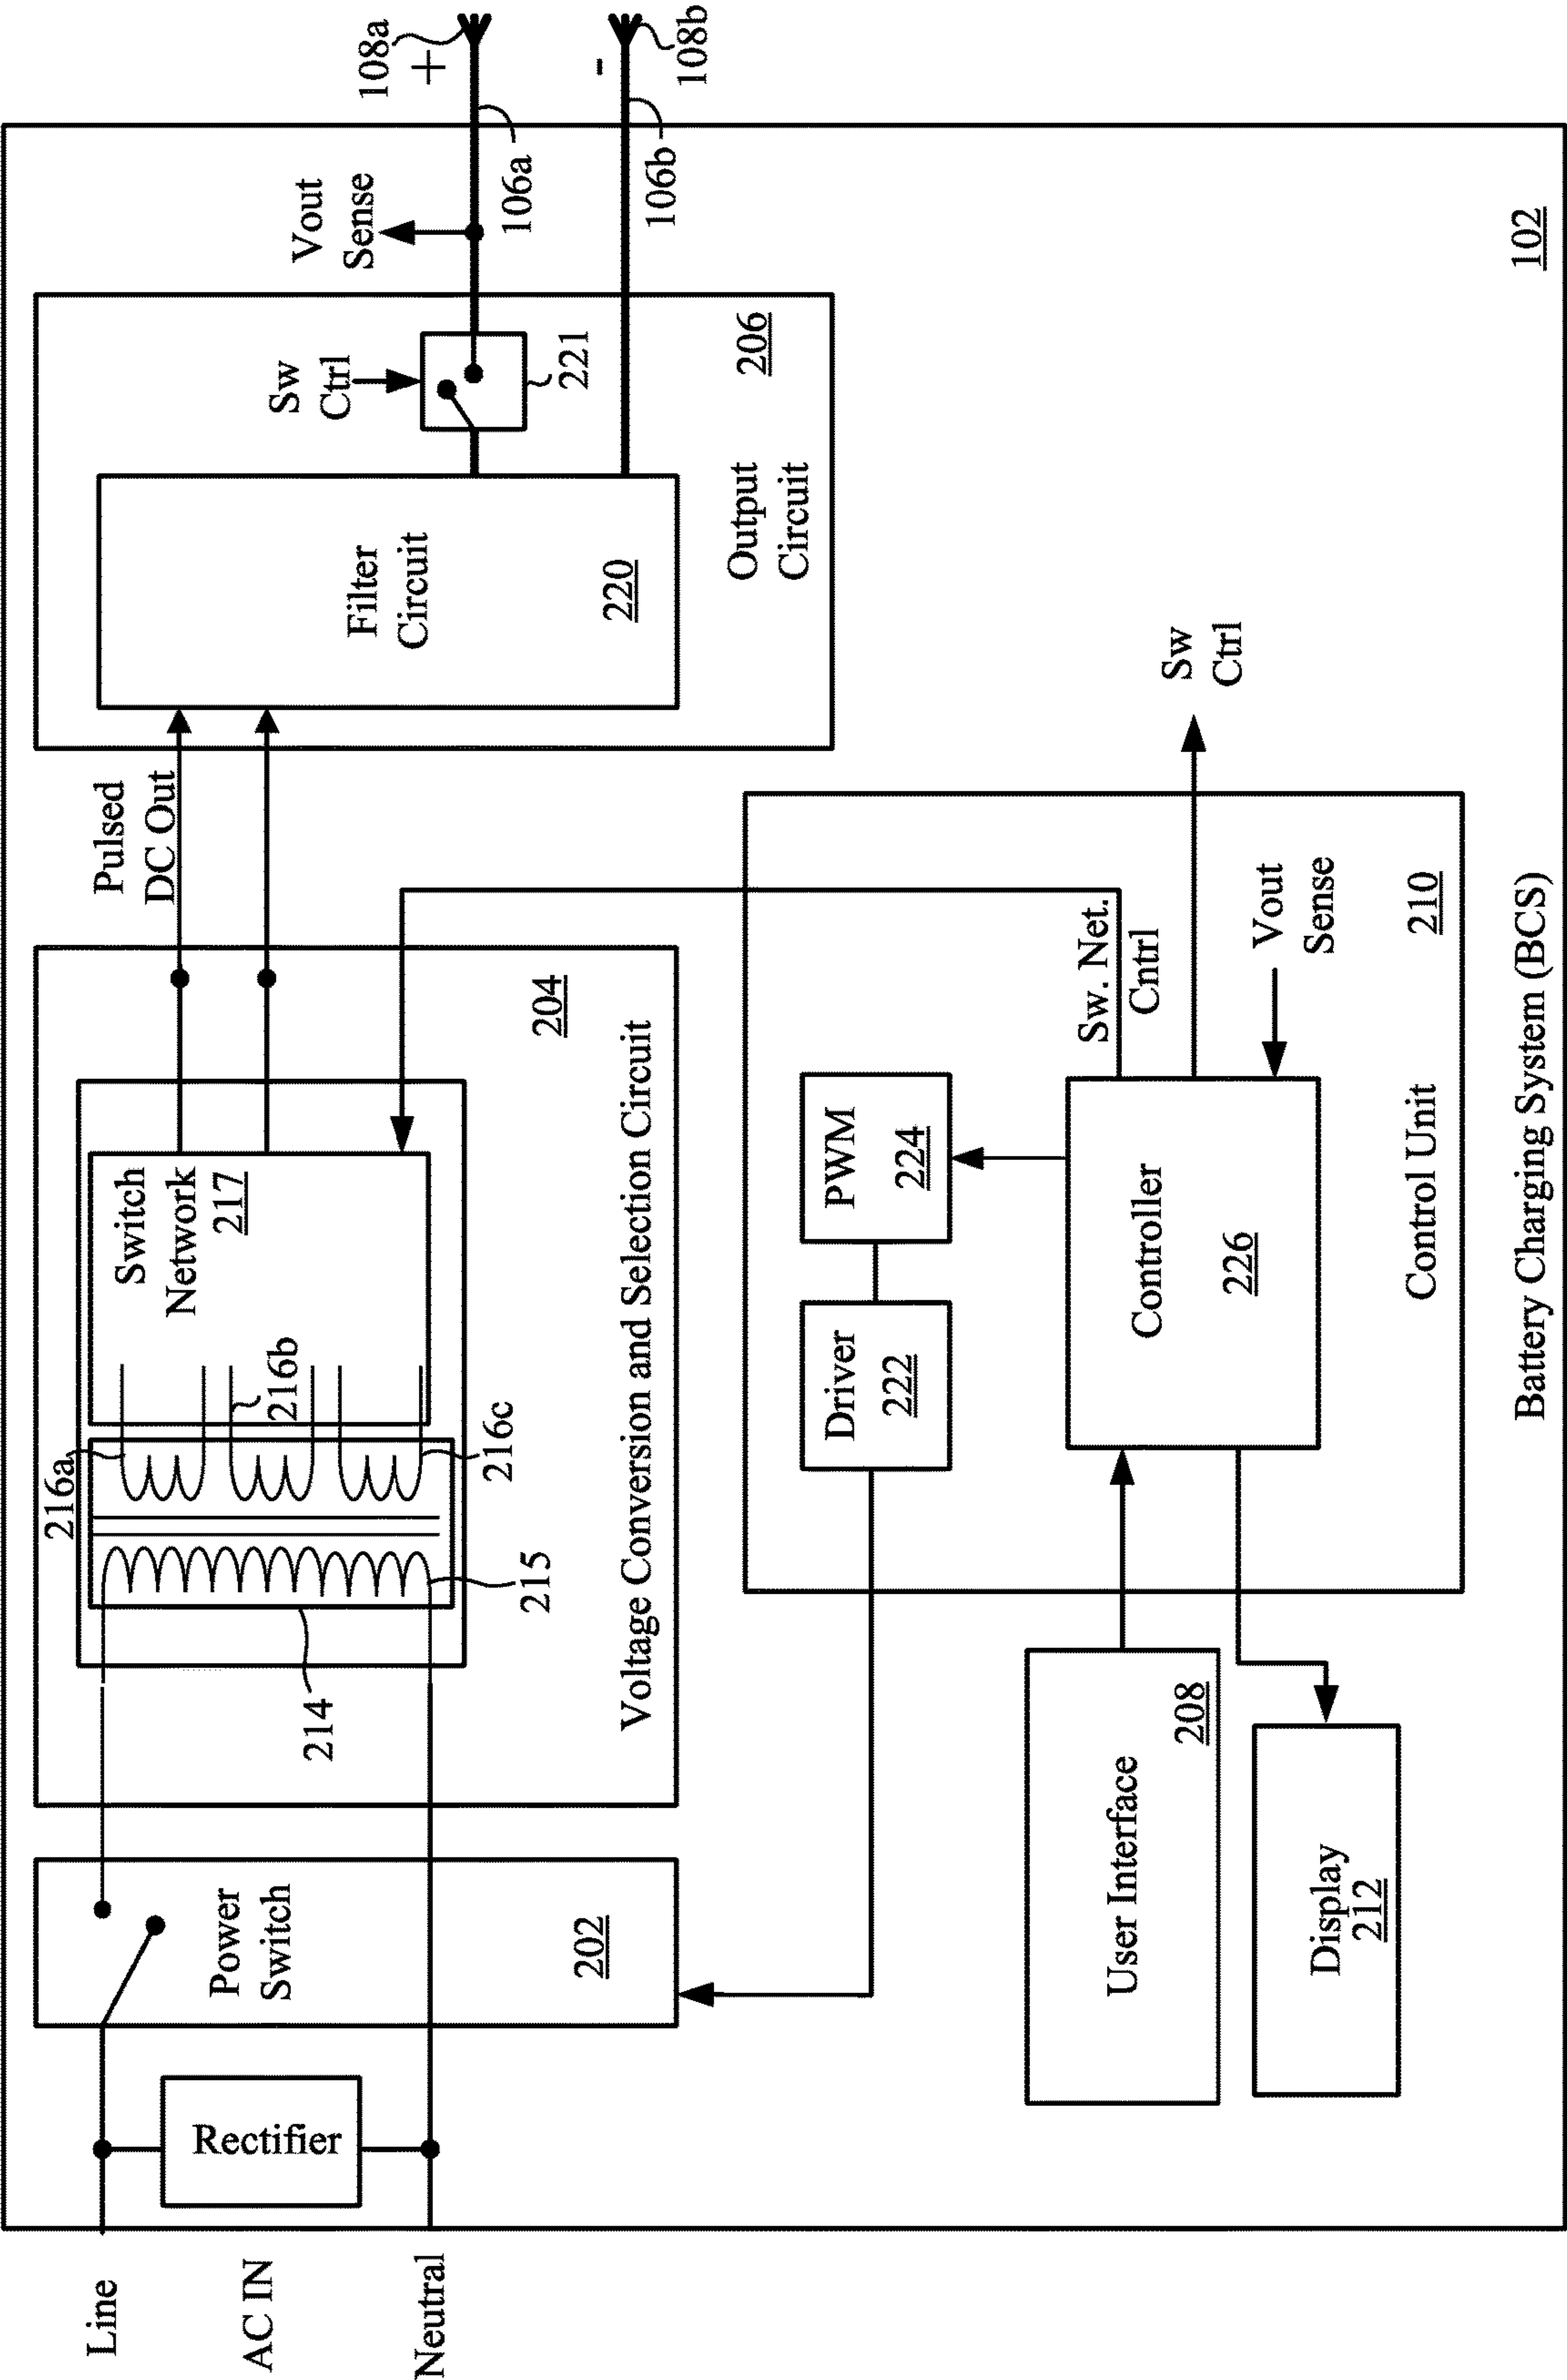 Line
AC IN
Neutral
Rectifier
Power
Switch
202
214
215
216a
216b
216c
Switch
Network
217
204
Voltage Conversion and Selection Circuit
Pulsed
DC Out
Filter
Circuit
220
Output
Circuit
206
Sw
Ctrl
221
Vout
Sense
106a
106b
108a
+
-
108b
User Interface
208
Display
212
Driver
222
PWM
224
Controller
226
Sw. Net.
Cntrl
Vout
Sense
Control Unit
210
Sw
Ctrl
Battery Charging System (BCS)
102